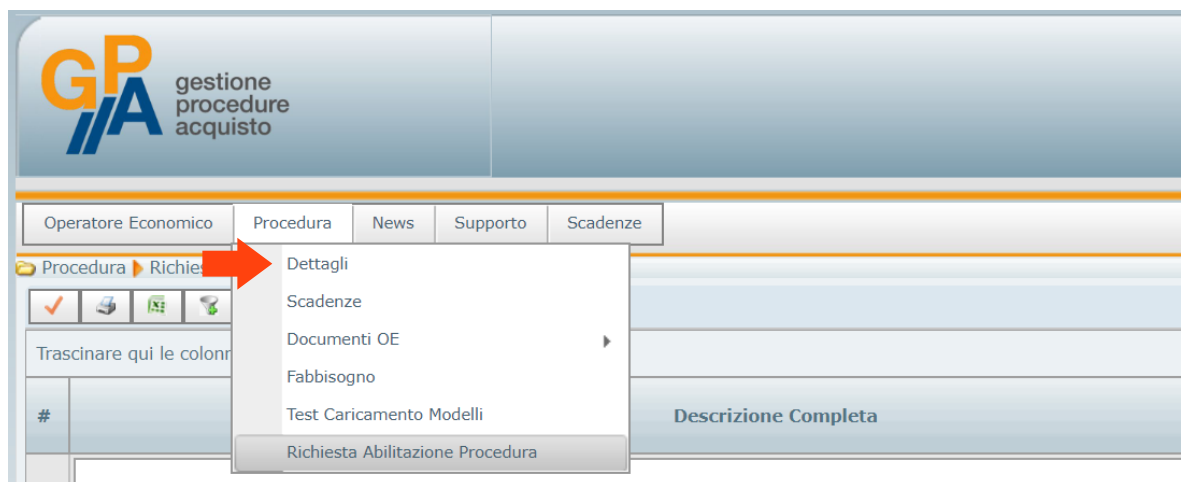 GPA
gestione
procedure
acquisto
Operatore Economico Procedura News Supporto Scadenze
Procedura Richies
Dettagli
Scadenze
Documenti OE
Fabbisogno
Test Caricamento Modelli
Richiesta Abilitazione Procedura
Trascinare qui le colonn
# Descrizione Completa